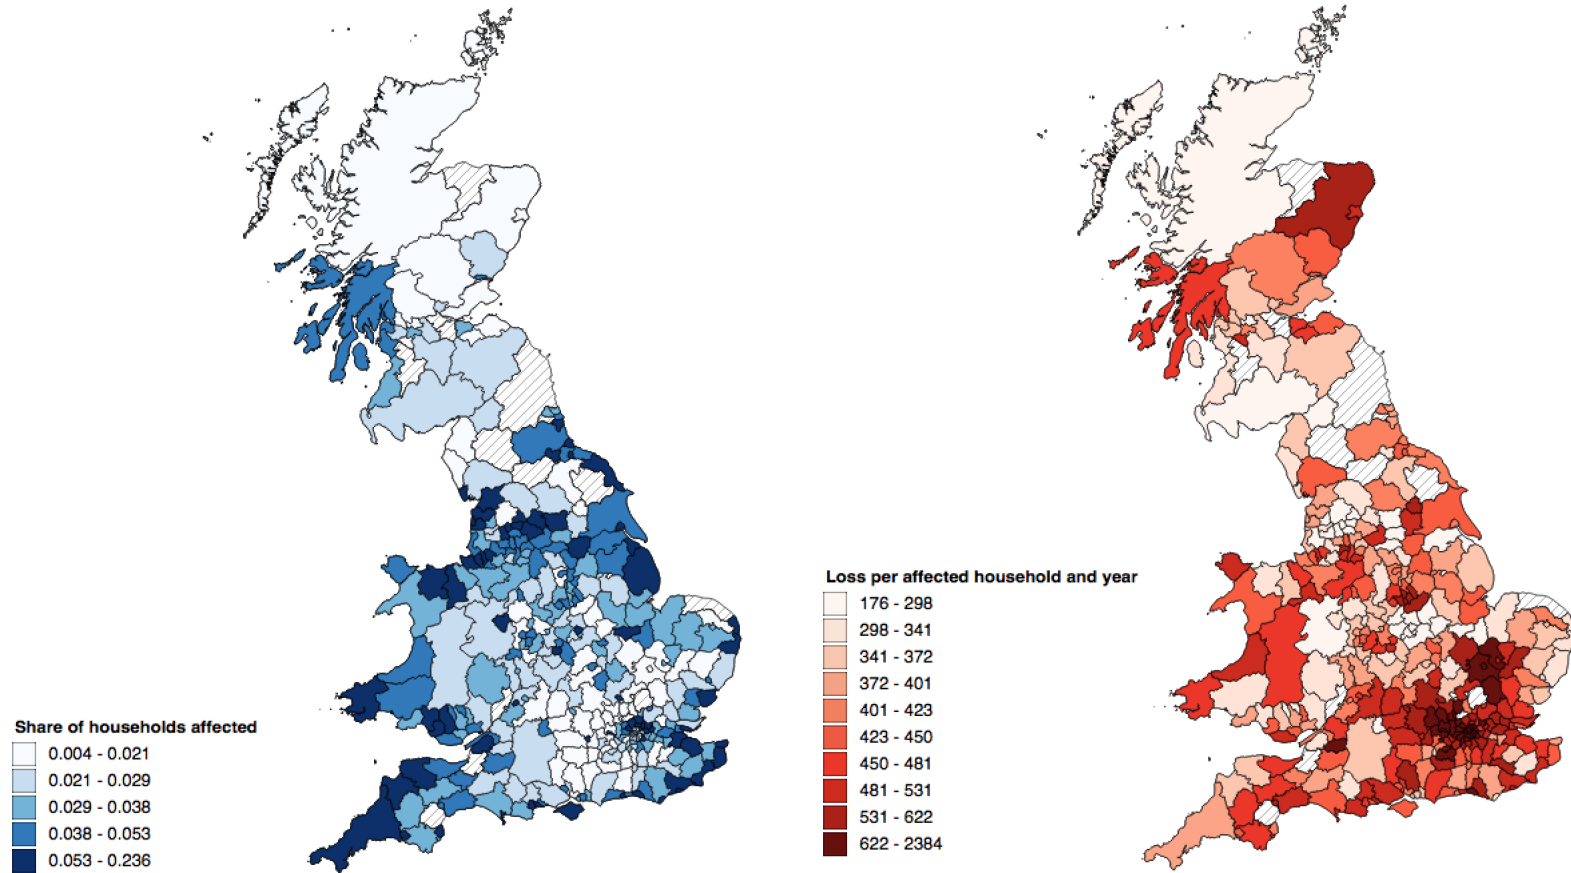 Share of households affected
0.004 - 0.021
0.021 - 0.029
0.029 - 0.038
0.038 - 0.053
0.053 - 0.236
Loss per affected household and year
176 - 298
298 - 341
341 - 372
372 - 401
401 - 423
423 - 450
450 - 481
481 - 531
531 - 622
622 - 2384